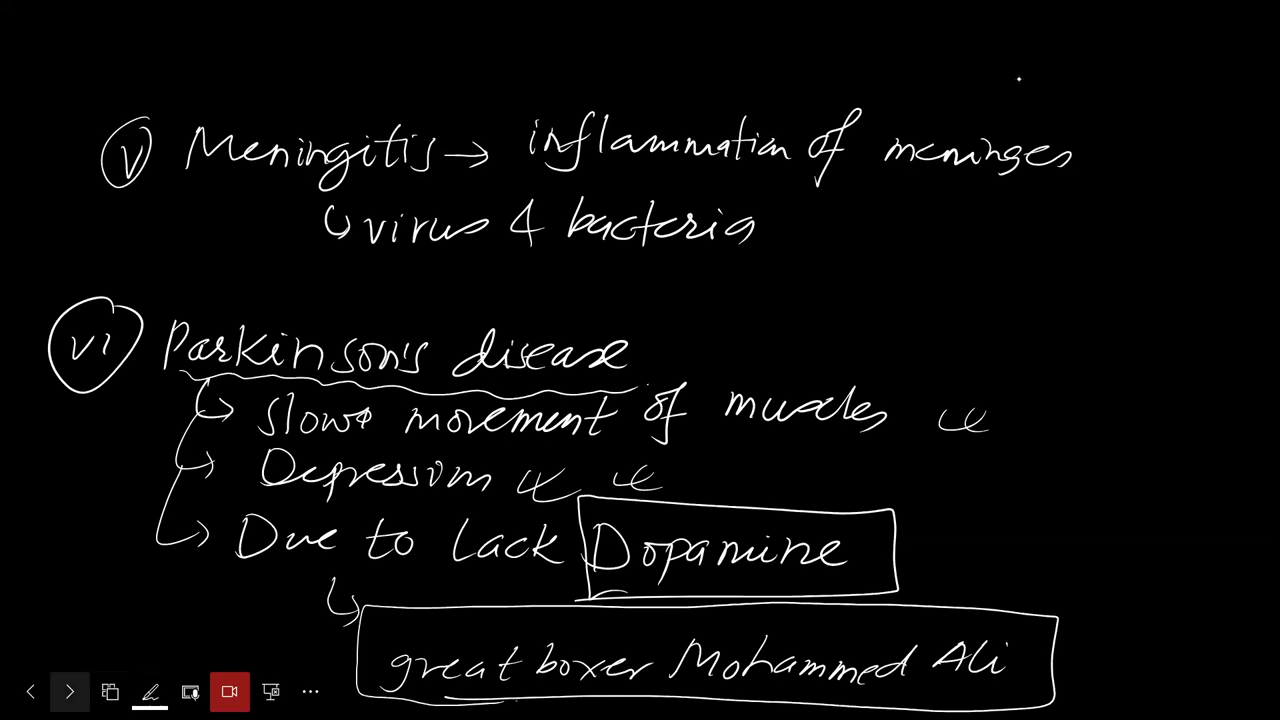 v Meningitis → inflammation of meninges
↳ virus & bacteria
vi Parkinson's disease
↳ Slow movement of muscles
↳ Depression
↳ Due to lack Dopamine
↳ great boxer Mohammed Ali